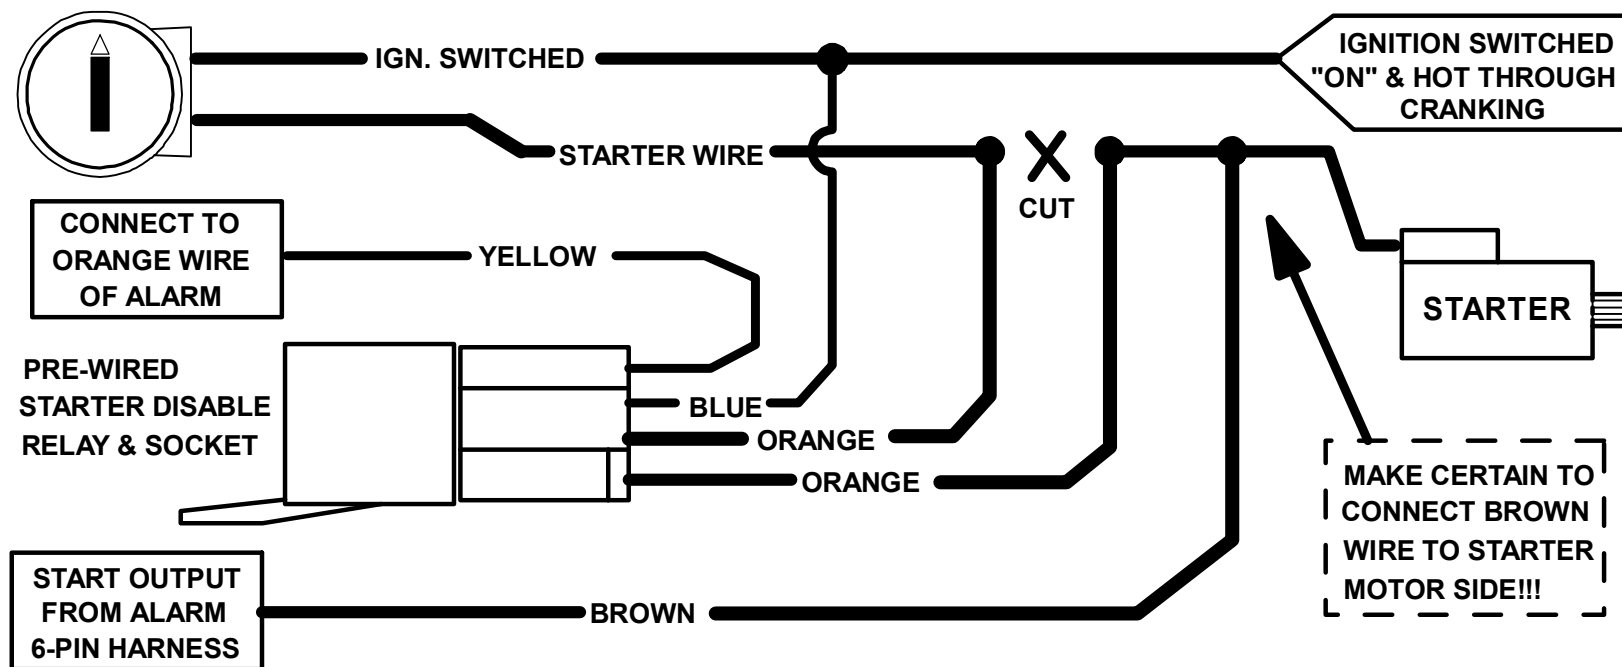 IGN. SWITCHED
IGNITION SWITCHED
"ON" & HOT THROUGH
CRANKING
STARTER WIRE
CUT
CONNECT TO
ORANGE WIRE
OF ALARM
YELLOW
STARTER
PRE-WIRED
STARTER DISABLE
RELAY & SOCKET
BLUE
ORANGE
ORANGE
MAKE CERTAIN TO
CONNECT BROWN
WIRE TO STARTER
MOTOR SIDE!!!
START OUTPUT
FROM ALARM
6-PIN HARNESS
BROWN